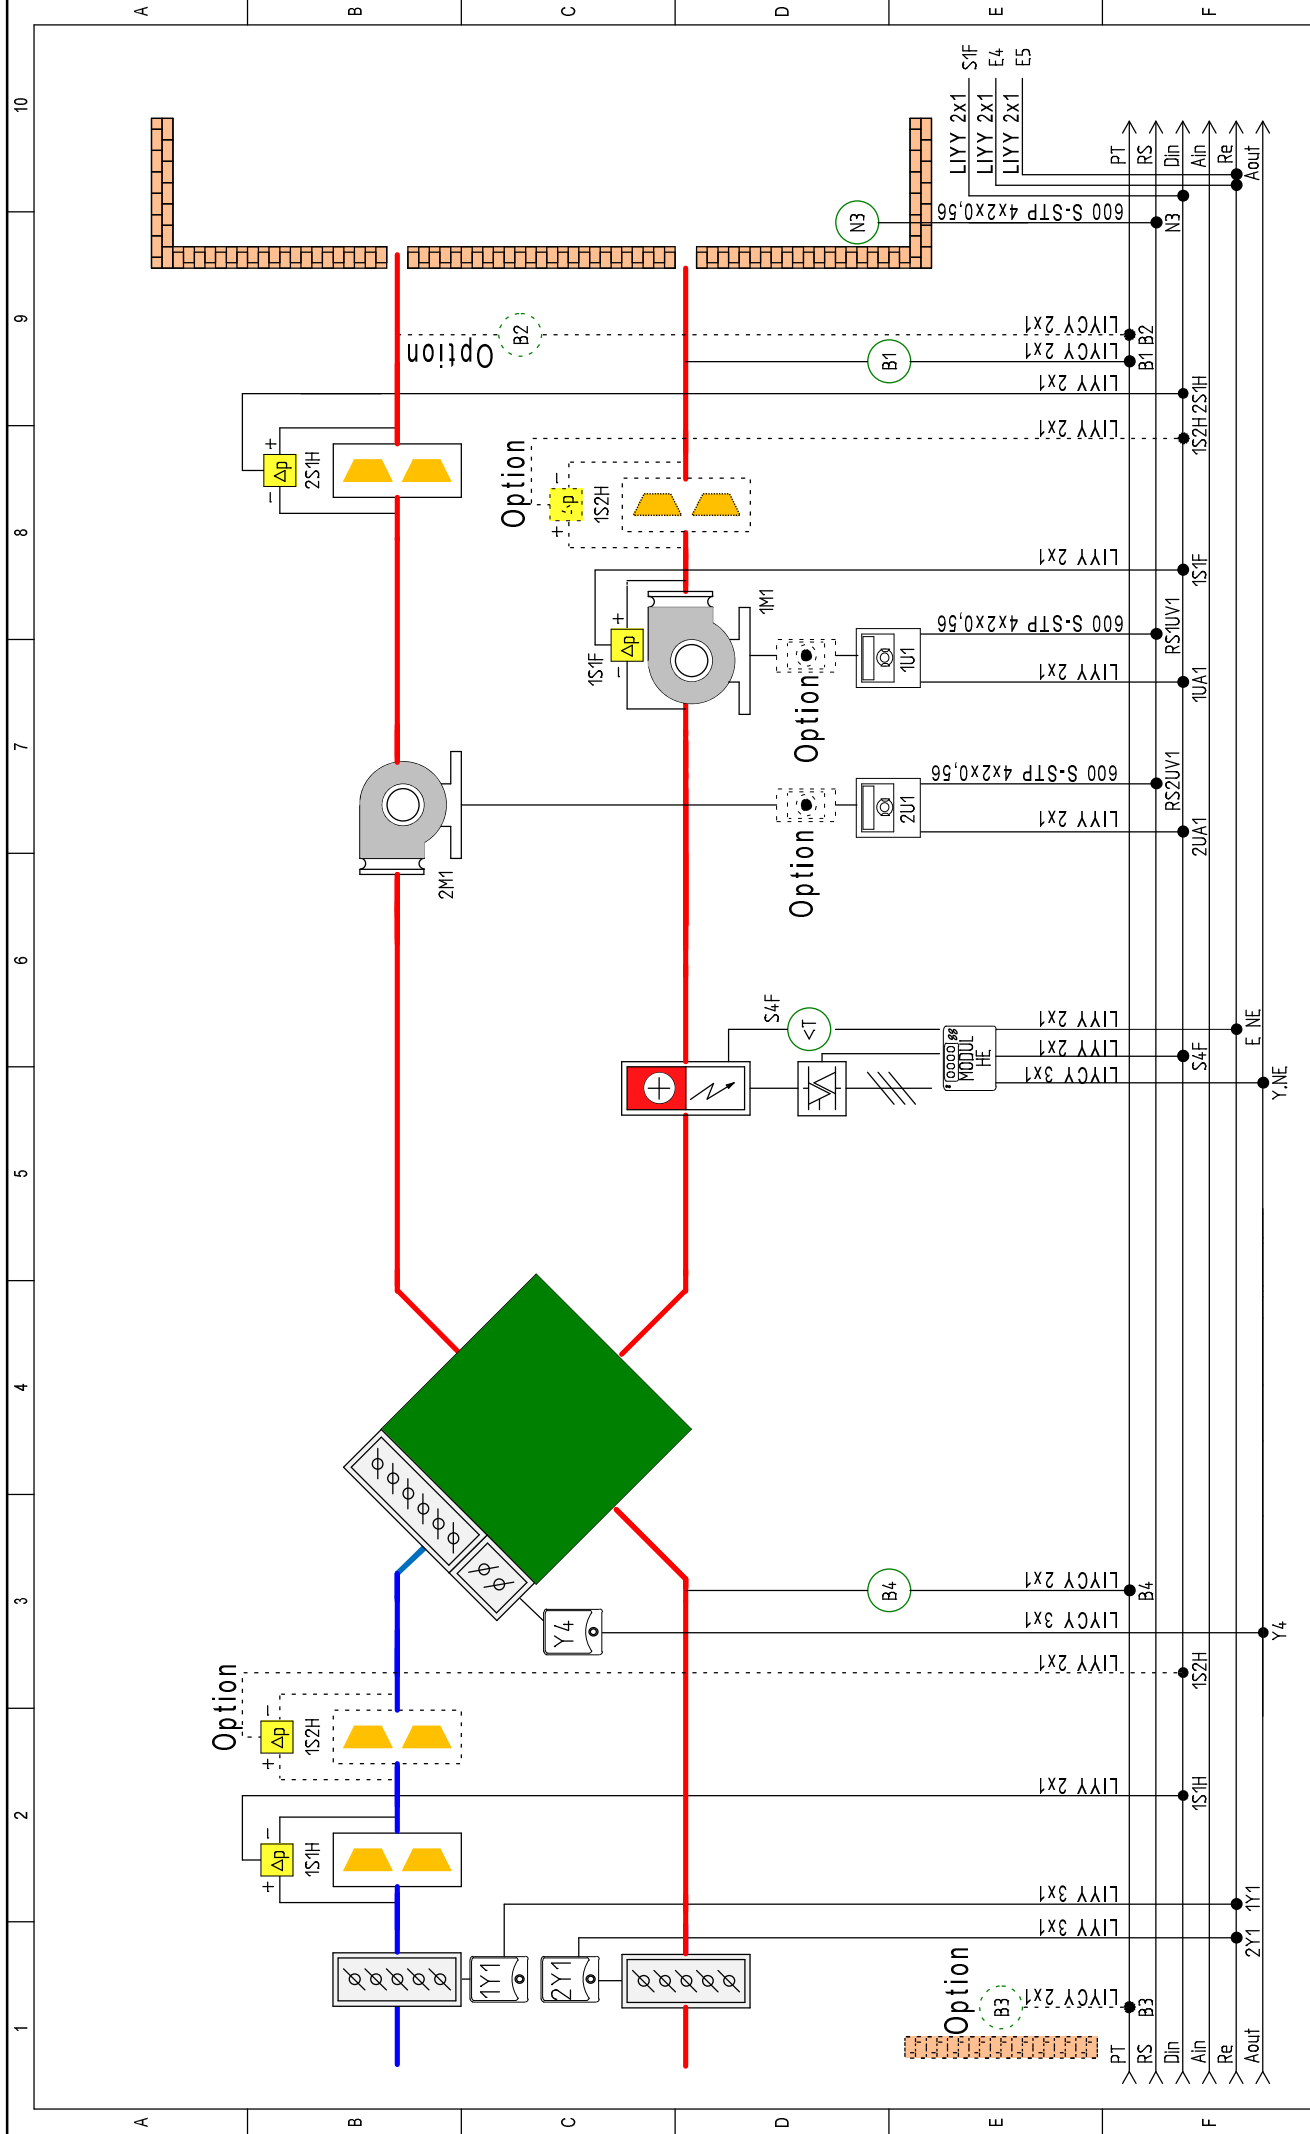 1 2 3 4 5 6 7 8 9 10
A
B
C
D
E
F
A
B
C
D
E
F
Option
+ Δp -
1S1H
+ Δp -
1S2H
- Δp +
2S1H
1Y1
2Y1
Y4
2M1
Option
B2
Option
+ p -
1S2H
- Δp +
1S1F
1M1
Option
Option
2U1
1U1
S4F
<T
MODUL
HE
0000
88
B4
B1
N3
Option
B3
S1F
E4
E5
LIYY 2x1
LIYY 2x1
LIYY 2x1
LIYCY 2x1
LIYY 3x1
LIYY 3x1
LIYY 2x1
LIYY 2x1
LIYCY 3x1
LIYCY 2x1
LIYCY 3x1
LIYY 2x1
LIYY 2x1
LIYY 2x1
600 S-STP 4x2x0,56
LIYY 2x1
600 S-STP 4x2x0,56
LIYY 2x1
LIYY 2x1
LIYY 2x1
LIYCY 2x1
LIYCY 2x1
600 S-STP 4x2x0,56
PT
RS
Din
Ain
Re
Aout
B3
2Y1
1Y1
1S1H
1S2H
Y4
B4
Y.NE
S4F
E NE
2UA1
RS2UV1
1UA1
RS1UV1
1S1F
1S2H
2S1H
B1
B2
N3
PT
RS
Din
Ain
Re
Aout